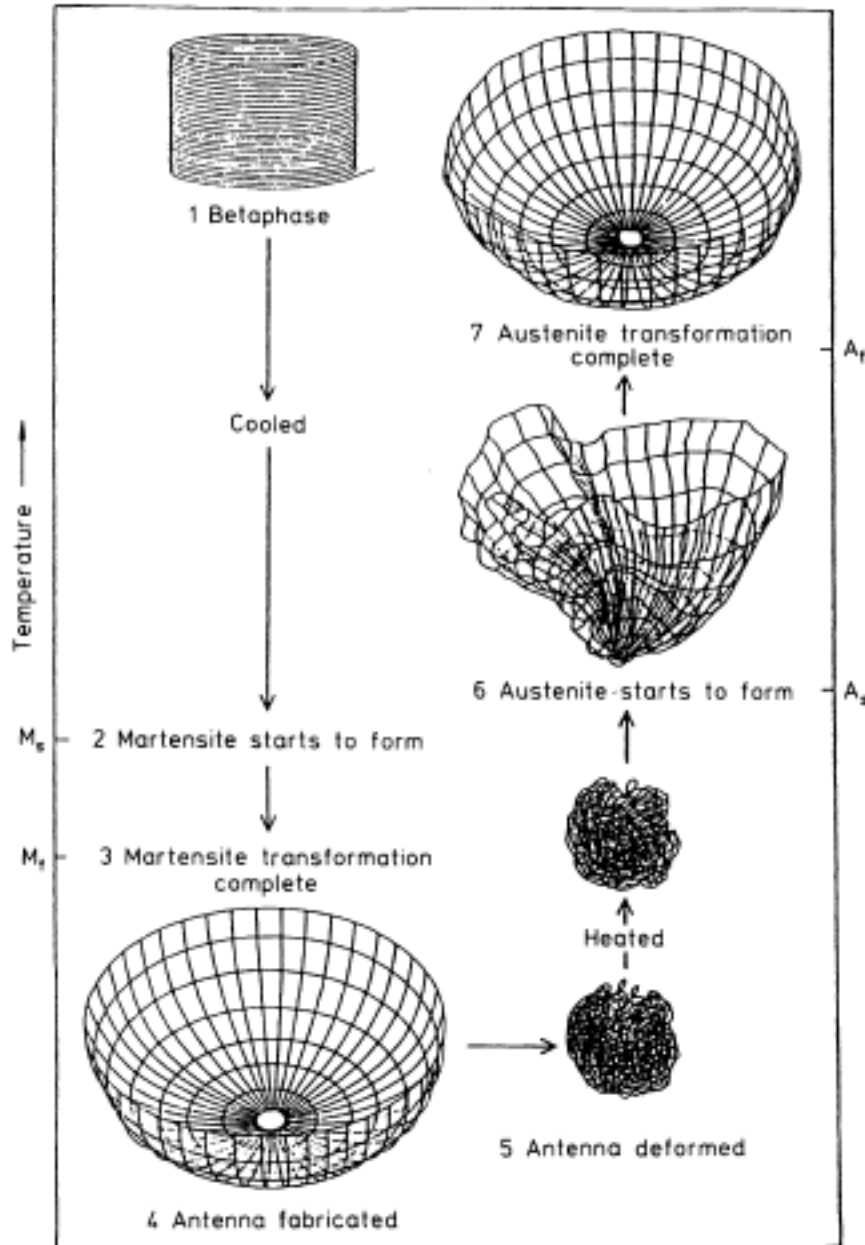 1 Betaphase
Cooled
Temperature
Ms
2 Martensite starts to form
Mf
3 Martensite transformation
complete
4 Antenna fabricated
5 Antenna deformed
Heated
6 Austenite starts to form
As
7 Austenite transformation
complete
Af